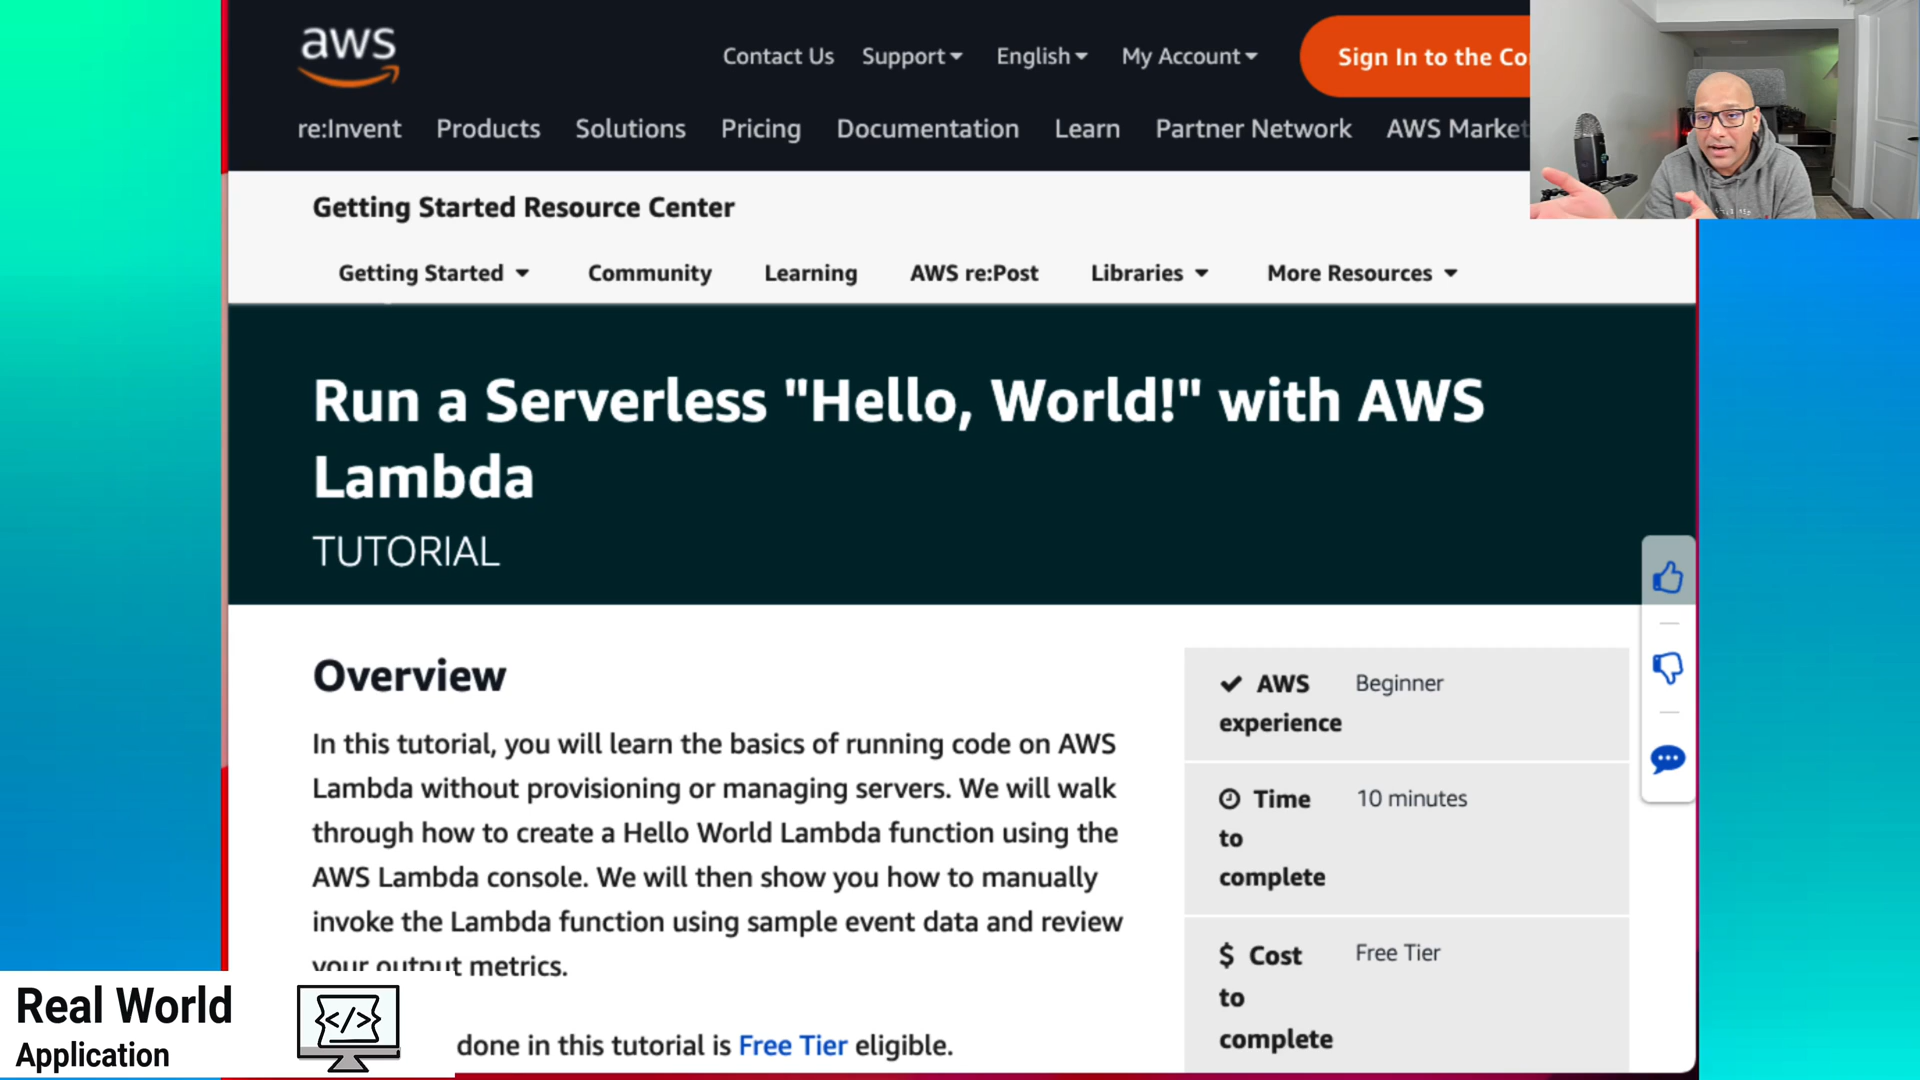 aws
Contact Us Support English My Account Sign In to the Co
re:Invent Products Solutions Pricing Documentation Learn Partner Network AWS Market
Getting Started Resource Center
Getting Started Community Learning AWS re:Post Libraries More Resources
Run a Serverless "Hello, World!" with AWS
Lambda
TUTORIAL
Overview
In this tutorial, you will learn the basics of running code on AWS
Lambda without provisioning or managing servers. We will walk
through how to create a Hello World Lambda function using the
AWS Lambda console. We will then show you how to manually
invoke the Lambda function using sample event data and review
your output metrics.
done in this tutorial is Free Tier eligible.
AWS Beginner
experience
Time 10 minutes
to
complete
$ Cost Free Tier
to
complete
Real World
Application